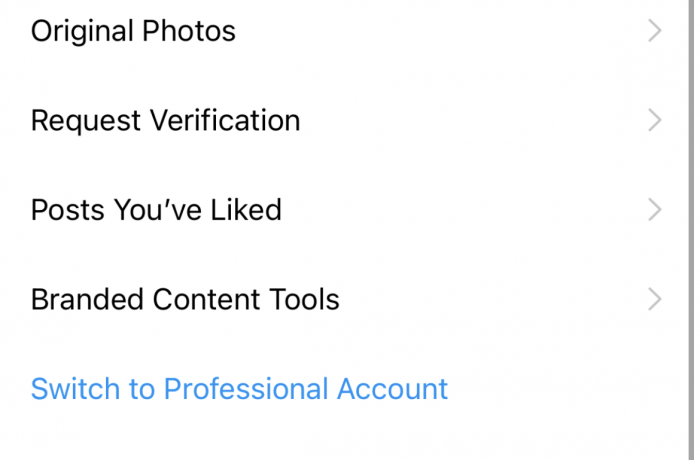 Original Photos
Request Verification
Posts You’ve Liked
Branded Content Tools
Switch to Professional Account